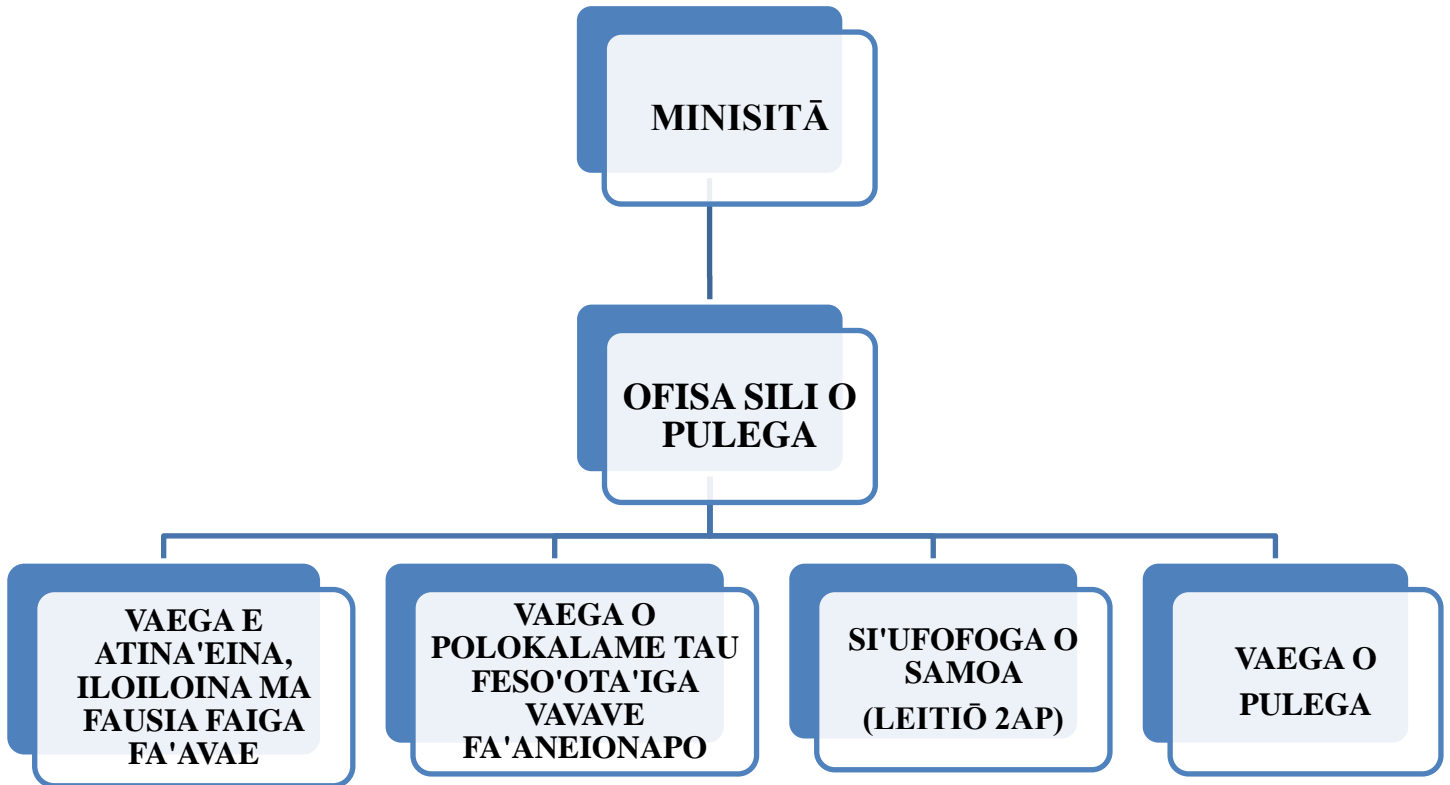 MINISITĀ
OFISA SILI O
PULEGA
VAEGA E
ATINA'EINA,
ILOILOINA MA
FAUSIA FAIGA
FA'AVAE
VAEGA O
POLOKALAME TAU
FESO'OTA'IGA
VAVAVE
FA'ANEIONAPO
SI'UFOFOGA O
SAMOA
(LEITIŌ 2AP)
VAEGA O
PULEGA